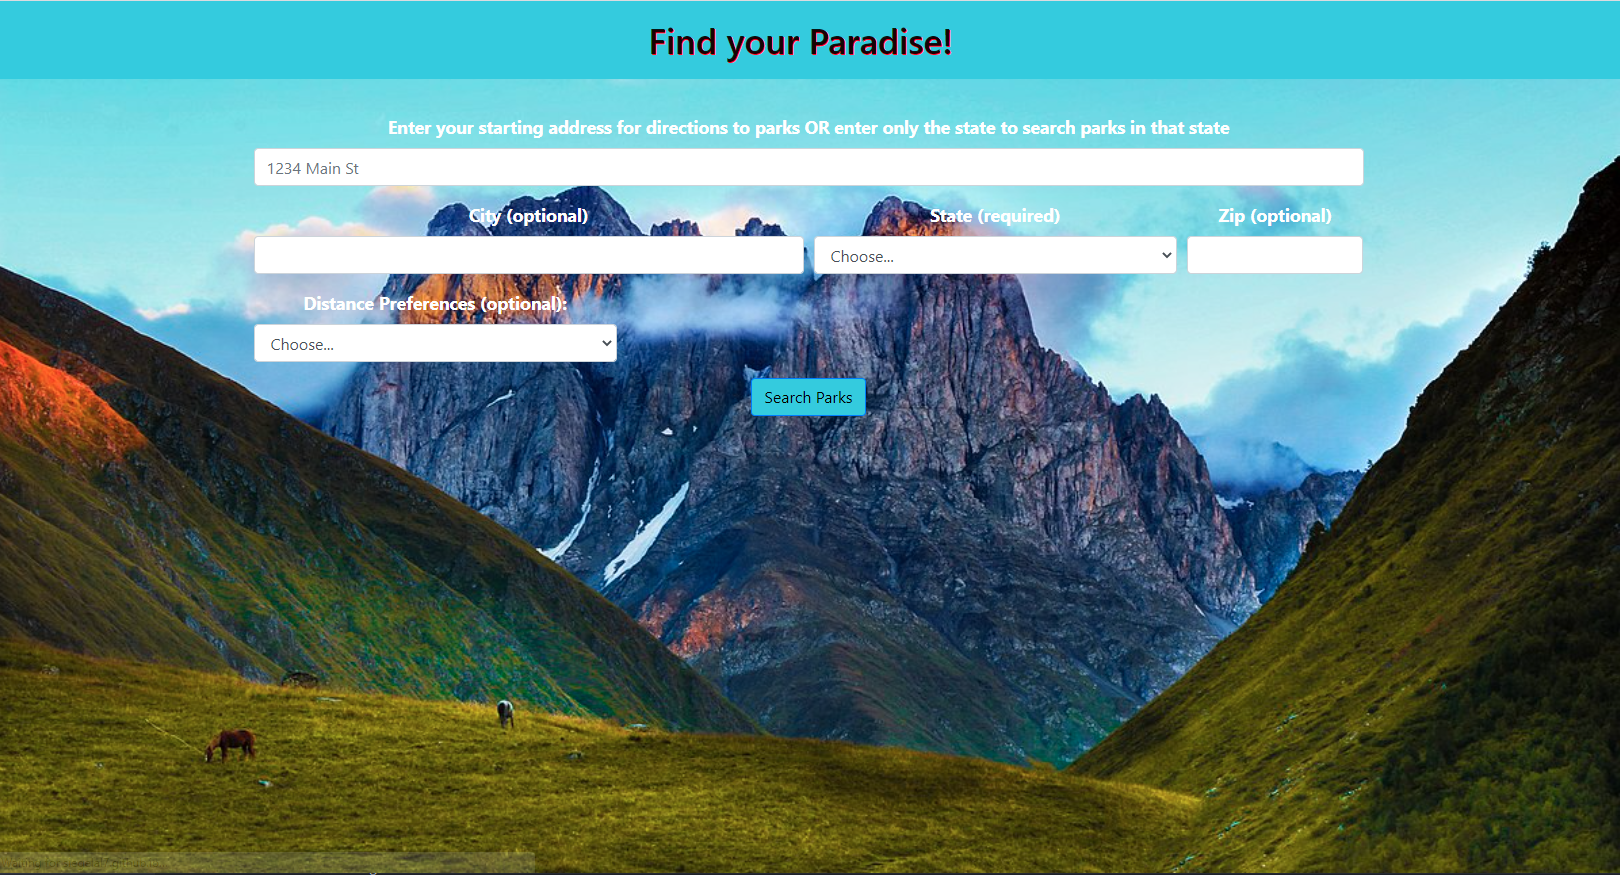 Find your Paradise!
Enter your starting address for directions to parks OR enter only the state to search parks in that state
1234 Main St
City (optional) State (required) Zip (optional)
Choose...
Distance Preferences (optional):
Choose...
Search Parks